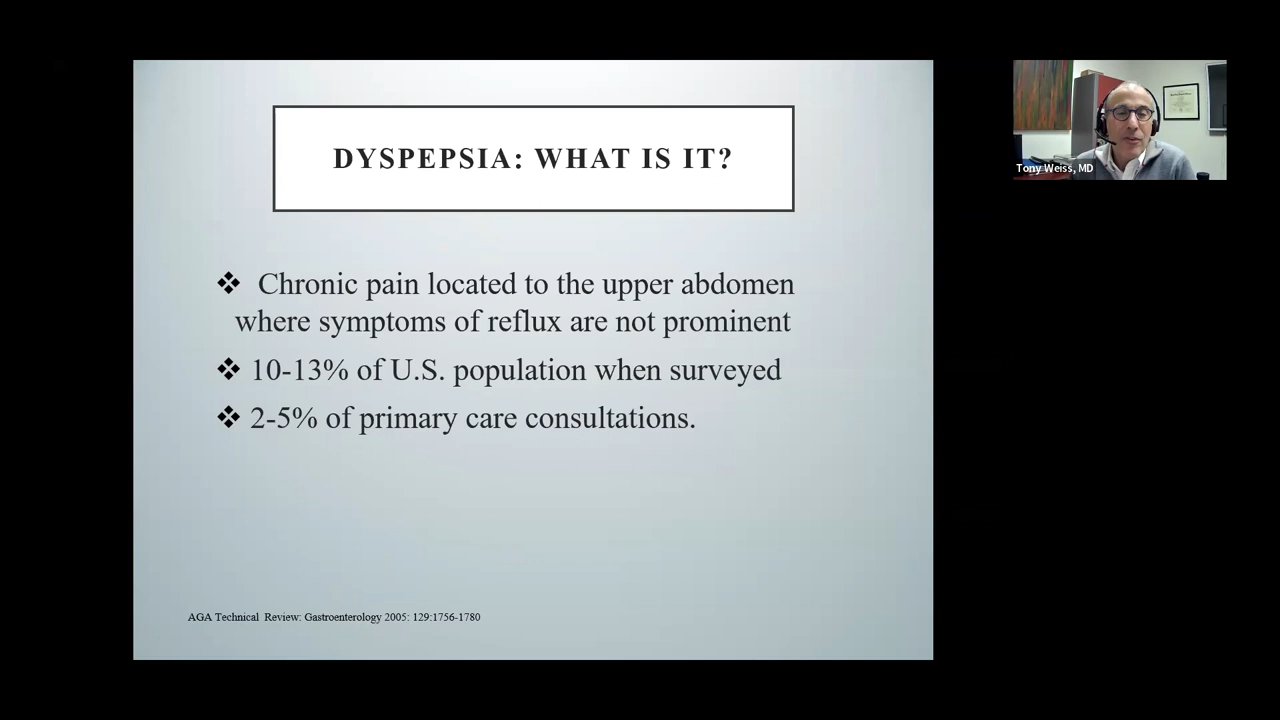 DYSPEPSIA: WHAT IS IT?
❖ Chronic pain located to the upper abdomen
where symptoms of reflux are not prominent
❖ 10-13% of U.S. population when surveyed
❖ 2-5% of primary care consultations.
AGA Technical Review: Gastroenterology 2005: 129:1756-1780
Tony Weiss, MD